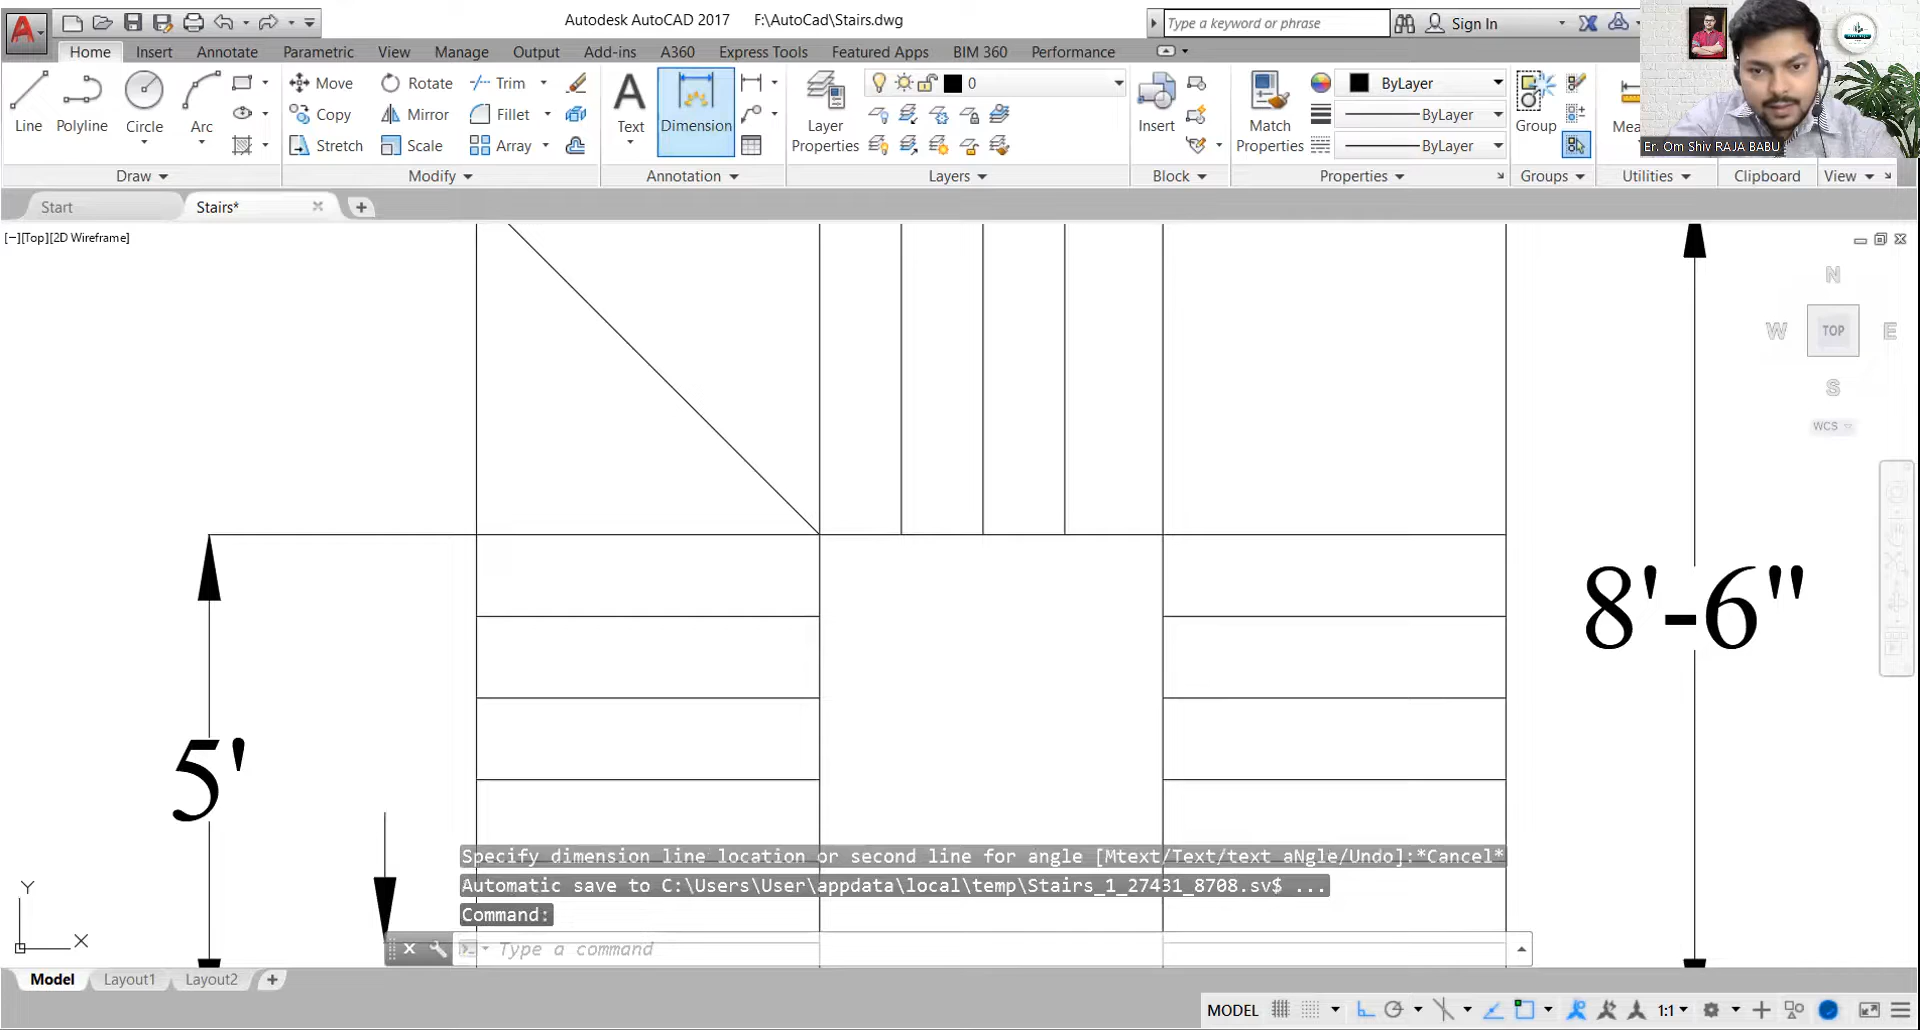 Autodesk AutoCAD 2017 F:\AutoCad\Stairs.dwg
Type a keyword or phrase
Sign In
Home Insert Annotate Parametric View Manage Output Add-ins A360 Express Tools Featured Apps BIM 360 Performance
Line
Polyline
Circle
Arc
Move
Rotate
Trim
Copy
Mirror
Fillet
Stretch
Scale
Array
Text
Dimension
Layer
Properties
0
Insert
Match
Properties
ByLayer
ByLayer
ByLayer
Group
Er. Om Shiv RAJA BABU
Draw
Modify
Annotation
Layers
Block
Properties
Groups
Utilities
Clipboard
View
Start
Stairs*
[−][Top][2D Wireframe]
N
W
TOP
E
S
WCS
8'-6"
5'
Specify dimension line location or second line for angle [Mtext/Text/text aNgle/Undo]:*Cancel*
Automatic save to C:\Users\User\appdata\local\temp\Stairs_1_27431_8708.sv$ ...
Command:
Type a command
Y
X
Model
Layout1
Layout2
MODEL
1:1